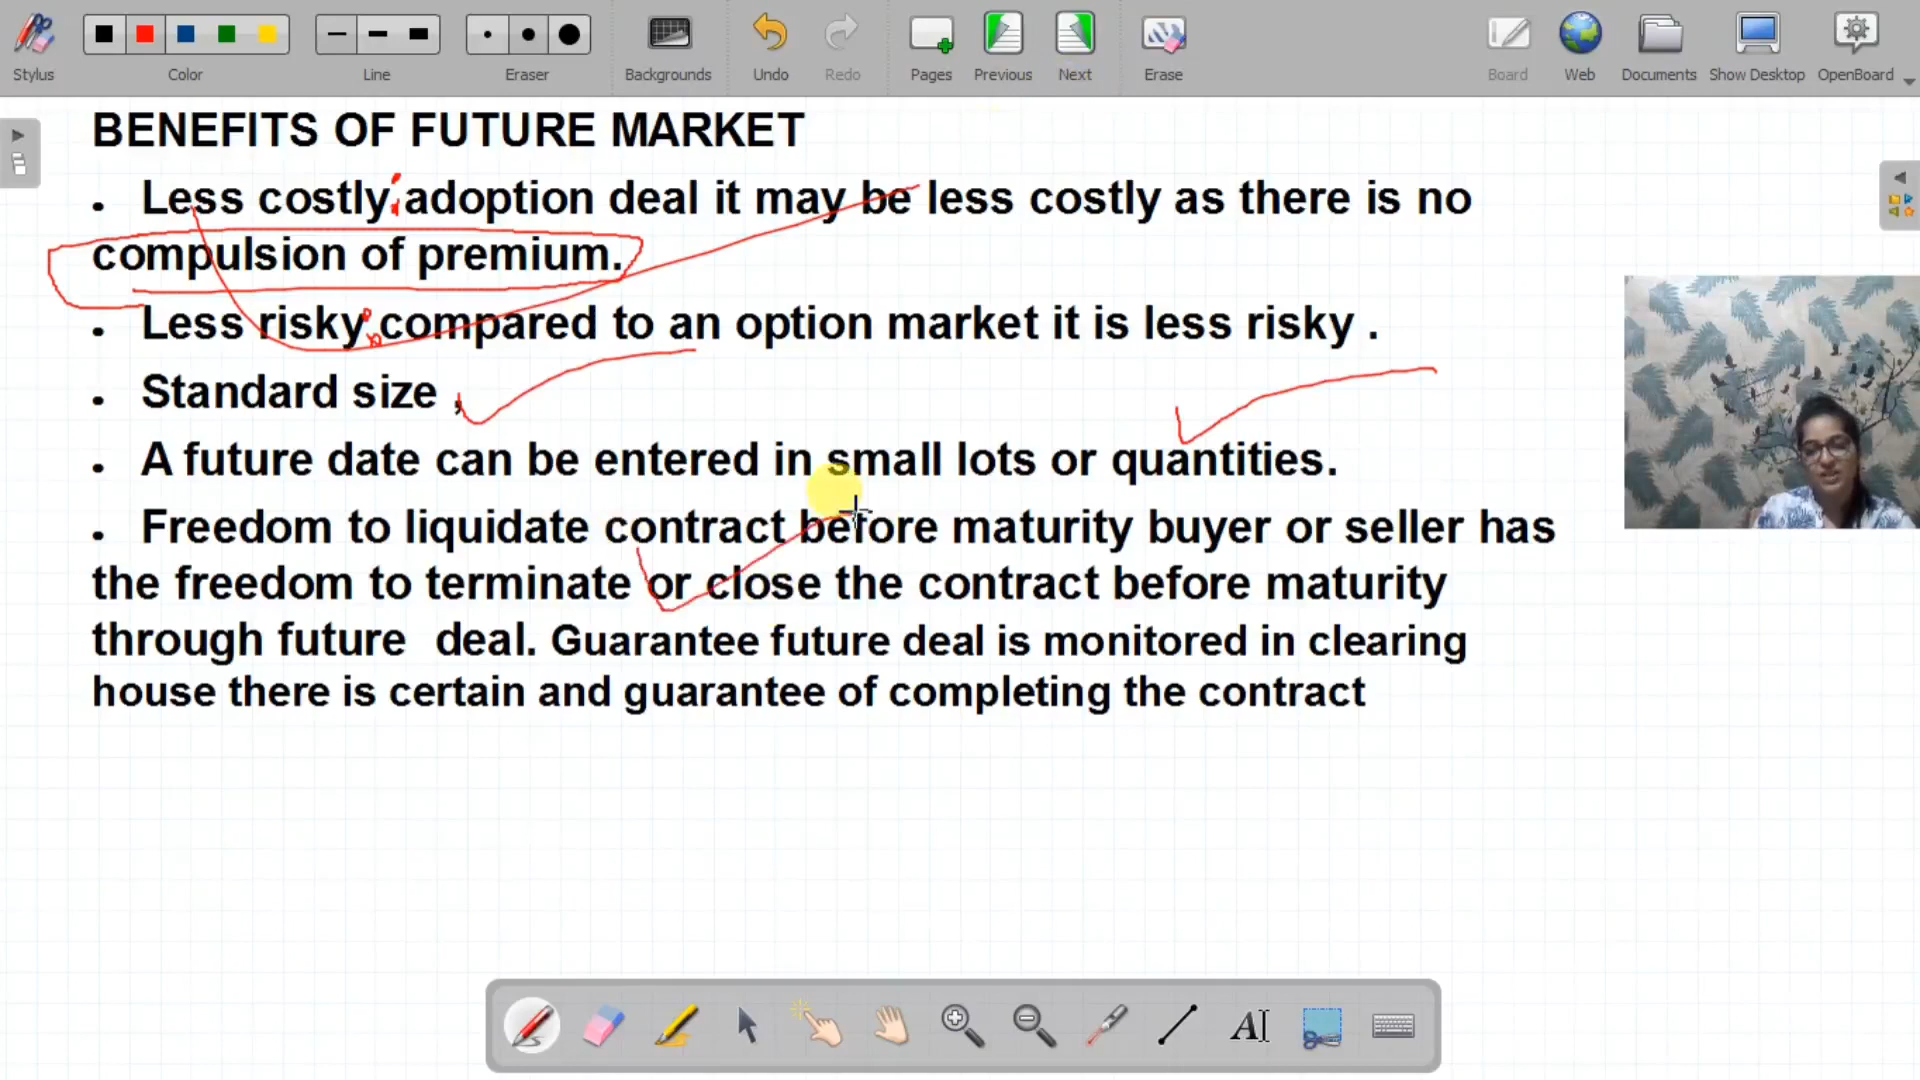 Stylus
Color
Line
Eraser
Backgrounds
Undo
Redo
Pages
Previous
Next
Erase
Board
Web
Documents
Show Desktop
OpenBoard
BENEFITS OF FUTURE MARKET
• Less costly: adoption deal it may be less costly as there is no
compulsion of premium.
• Less risky: compared to an option market it is less risky .
• Standard size ,
• A future date can be entered in small lots or quantities.
• Freedom to liquidate contract before maturity buyer or seller has
the freedom to terminate or close the contract before maturity
through future deal. Guarantee future deal is monitored in clearing
house there is certain and guarantee of completing the contract